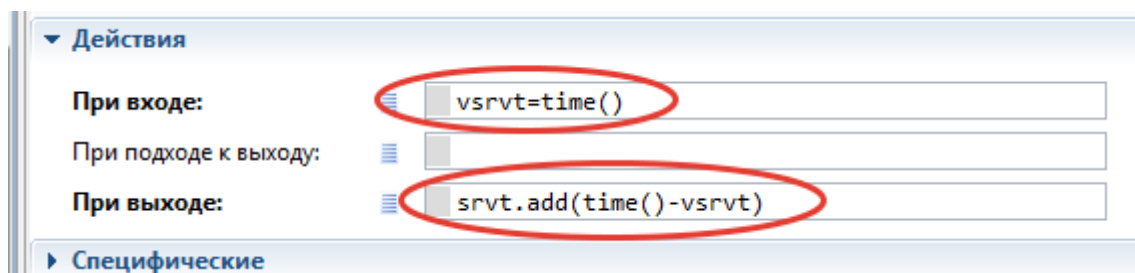 Действия
При входе: vsrvt=time()
При подходе к выходу:
При выходе: srvt.add(time()-vsrvt)
Специфические